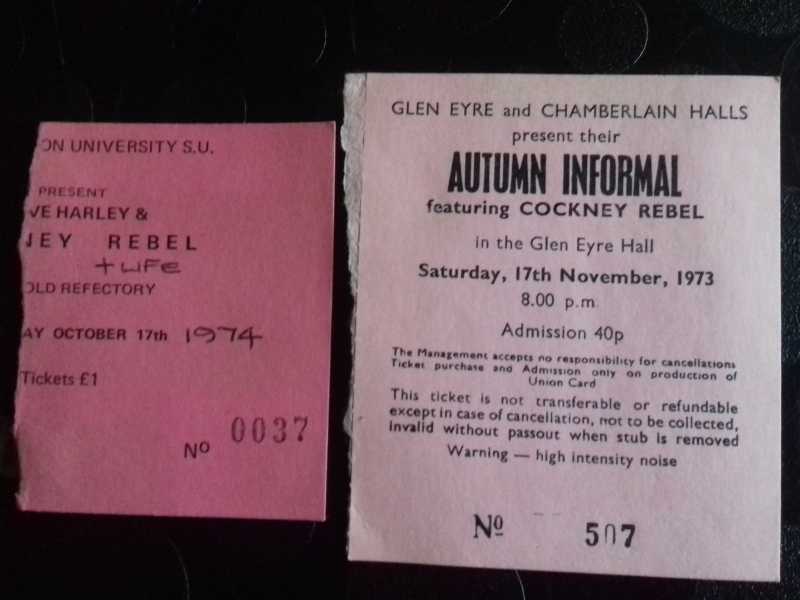 ON UNIVERSITY S.U.
PRESENT
VE HARLEY &
NEY REBEL
+ LIFE
OLD REFECTORY
AY OCTOBER 17th 1974
Tickets £1
No 0037
GLEN EYRE and CHAMBERLAIN HALLS
present their
AUTUMN INFORMAL
featuring COCKNEY REBEL
in the Glen Eyre Hall
Saturday, 17th November, 1973
8.00 p.m.
Admission 40p
The Management accepts no responsibility for cancellations
Ticket purchase and Admission only on production of
Union Card
This ticket is not transferable or refundable
except in case of cancellation, not to be collected,
invalid without passout when stub is removed
Warning — high intensity noise
No 507